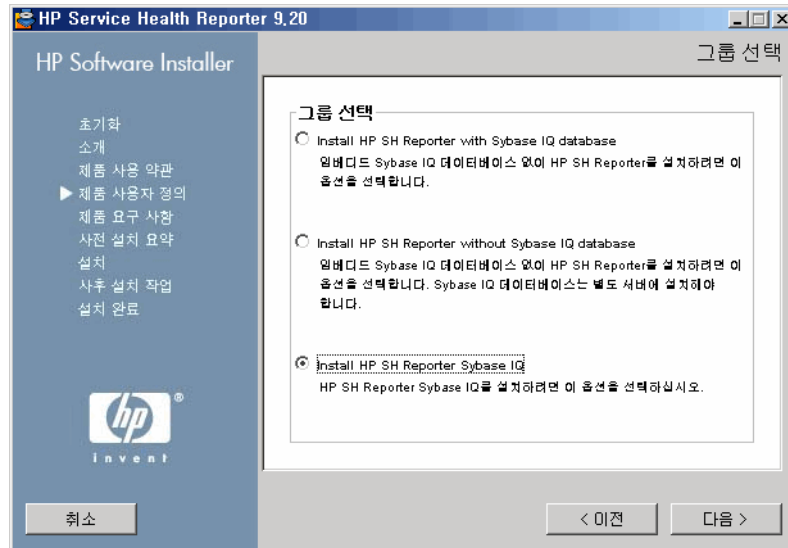 HP Service Health Reporter 9.20
HP Software Installer
그룹 선택
초기화
소개
제품 사용 약관
제품 사용자 정의
제품 요구 사항
사전 설치 요약
설치
사후 설치 작업
설치 완료
그룹 선택
Install HP SH Reporter with Sybase IQ database
임베디드 Sybase IQ 데이터베이스 없이 HP SH Reporter를 설치하려면 이
옵션을 선택합니다.
Install HP SH Reporter without Sybase IQ database
임베디드 Sybase IQ 데이터베이스 없이 HP SH Reporter를 설치하려면 이
옵션을 선택합니다. Sybase IQ 데이터베이스는 별도 서버에 설치해야
합니다.
Install HP SH Reporter Sybase IQ
HP SH Reporter Sybase IQ를 설치하려면 이 옵션을 선택하십시오.
hp
®
invent
취소
< 이전
다음 >